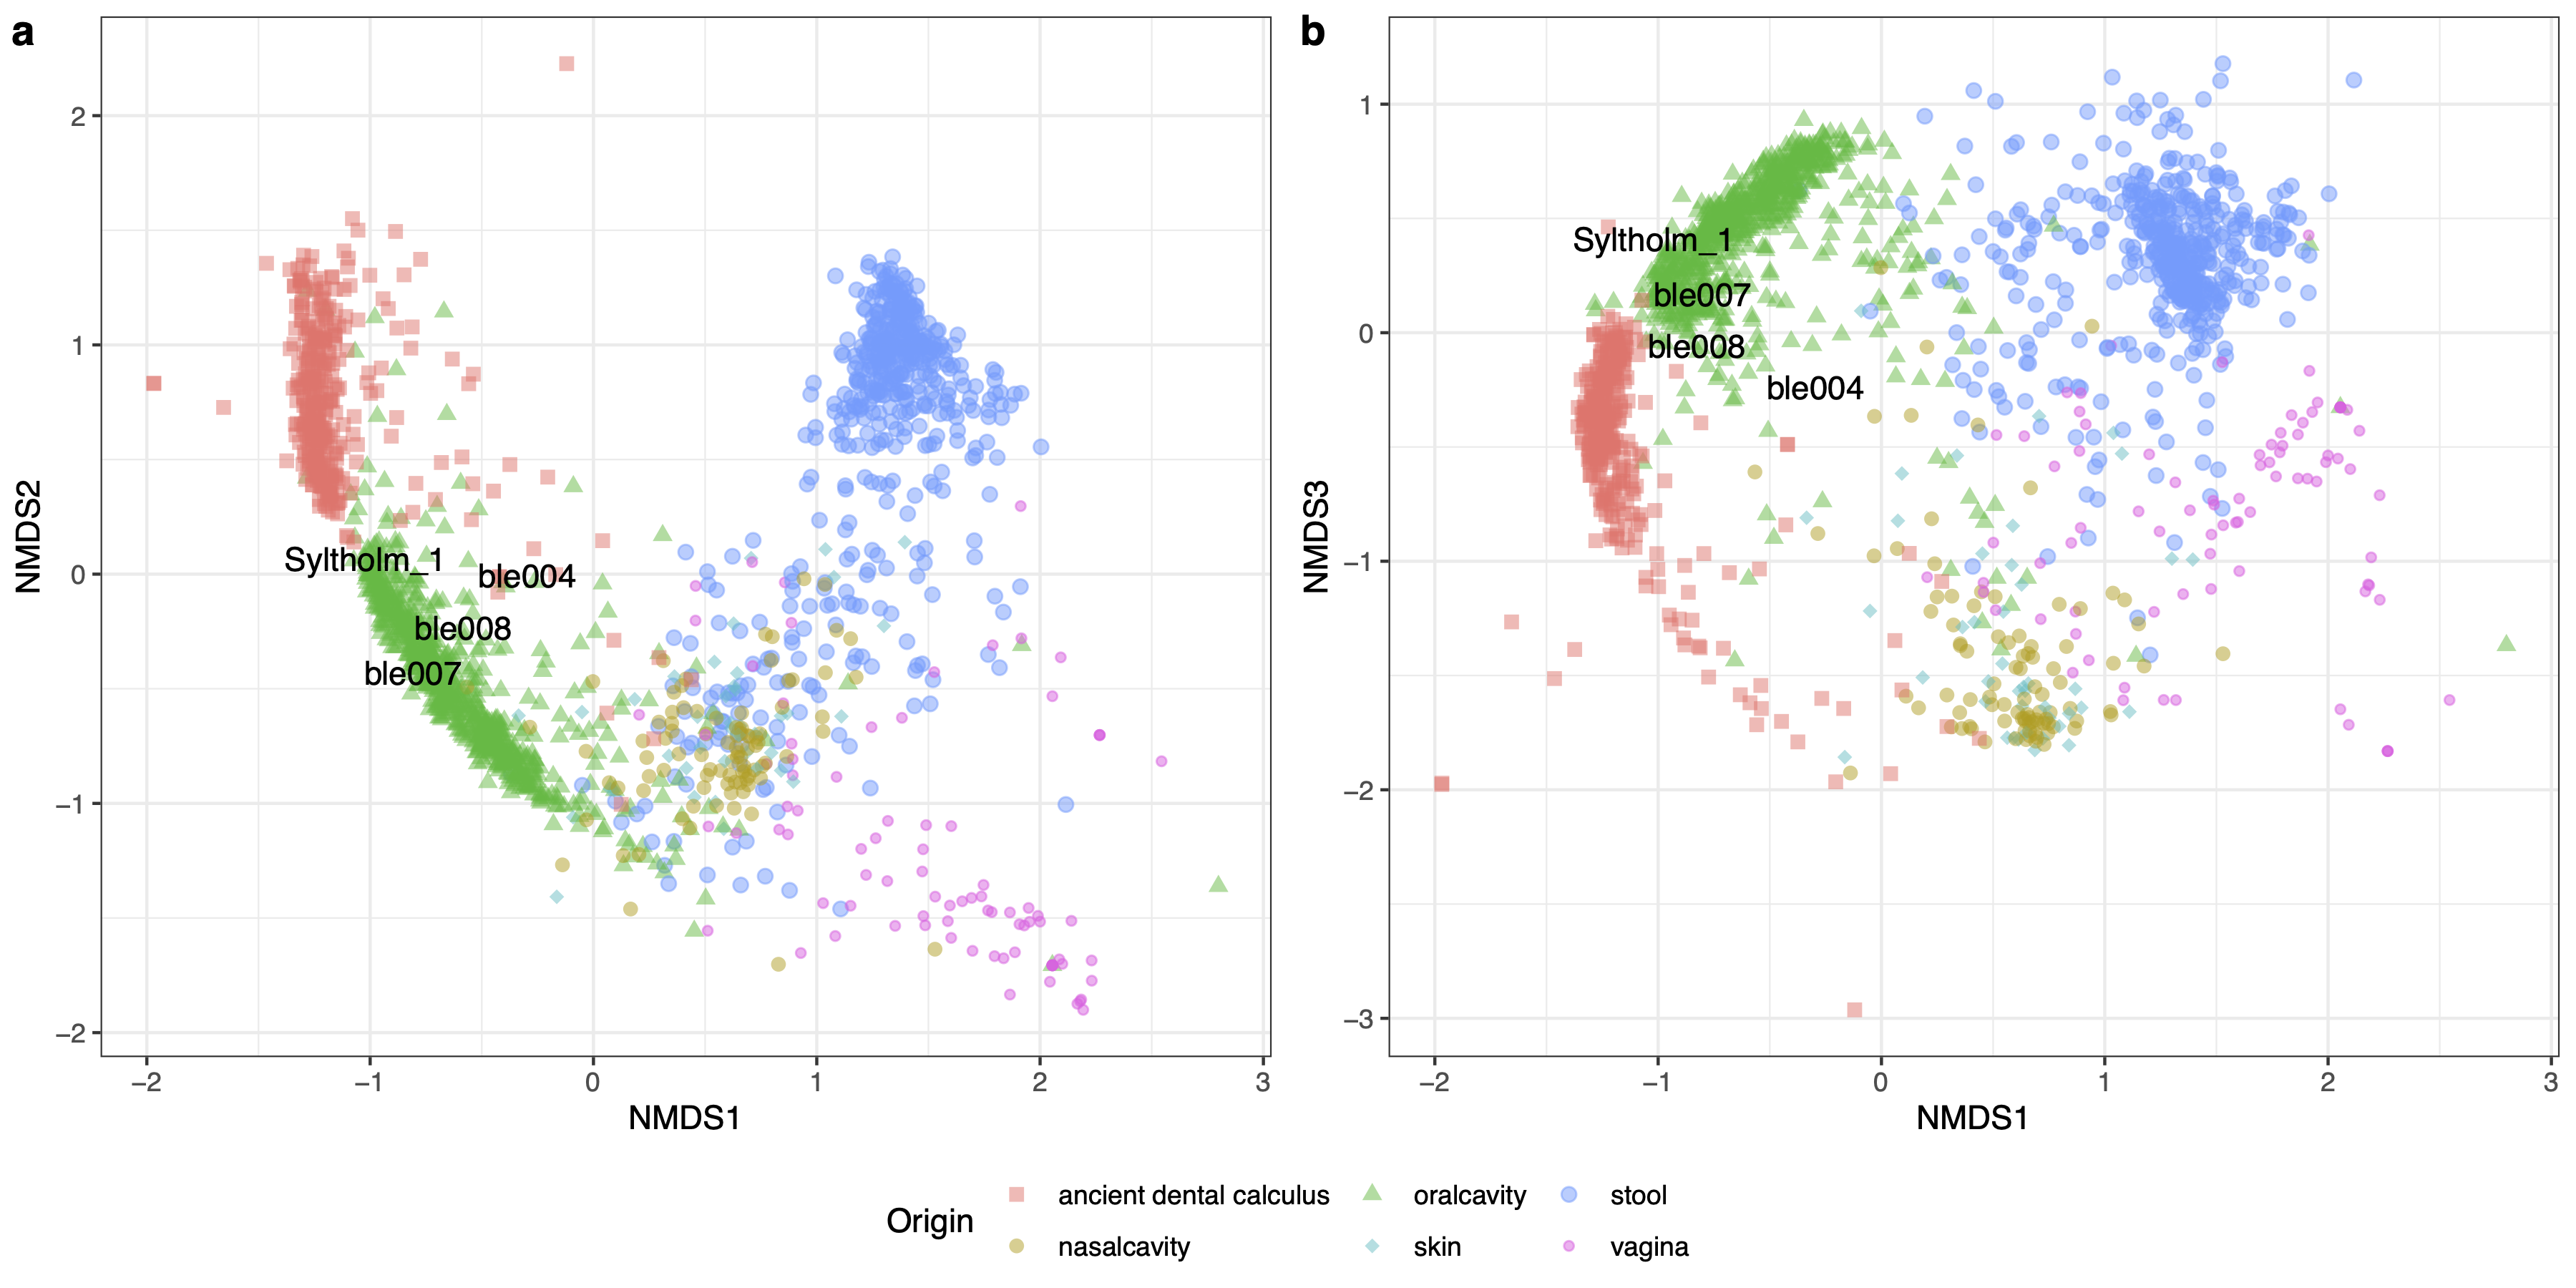 a
2
1
0
−1
−2
NMDS2
Syltholm_1
ble004
ble008
ble007
−2
−1
0
1
2
3
NMDS1
b
1
0
−1
−2
−3
NMDS3
Syltholm_1
ble007
ble008
ble004
−2
−1
0
1
2
3
NMDS1
Origin
ancient dental calculus
oralcavity
stool
nasalcavity
skin
vagina